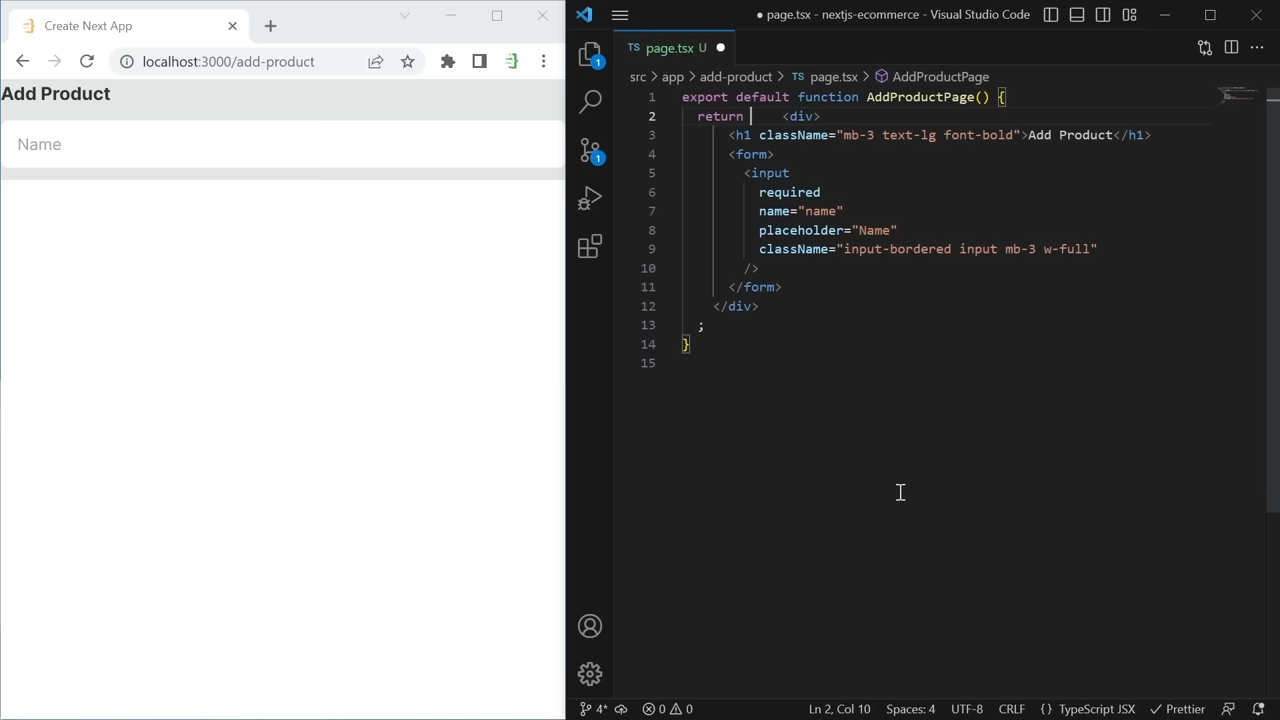 Create Next App
localhost:3000/add-product
Add Product
Name
page.tsx - nextjs-ecommerce - Visual Studio Code
TS page.tsx U
src > app > add-product > TS page.tsx > AddProductPage
1 export default function AddProductPage() {
2 return <div>
3 <h1 className="mb-3 text-lg font-bold">Add Product</h1>
4 <form>
5 <input
6 required
7 name="name"
8 placeholder="Name"
9 className="input-bordered input mb-3 w-full"
10 />
11 </form>
12 </div>
13 ;
14 }
15
1
1
4* 0 0 Ln 2, Col 10 Spaces: 4 UTF-8 CRLF {} TypeScript JSX Prettier